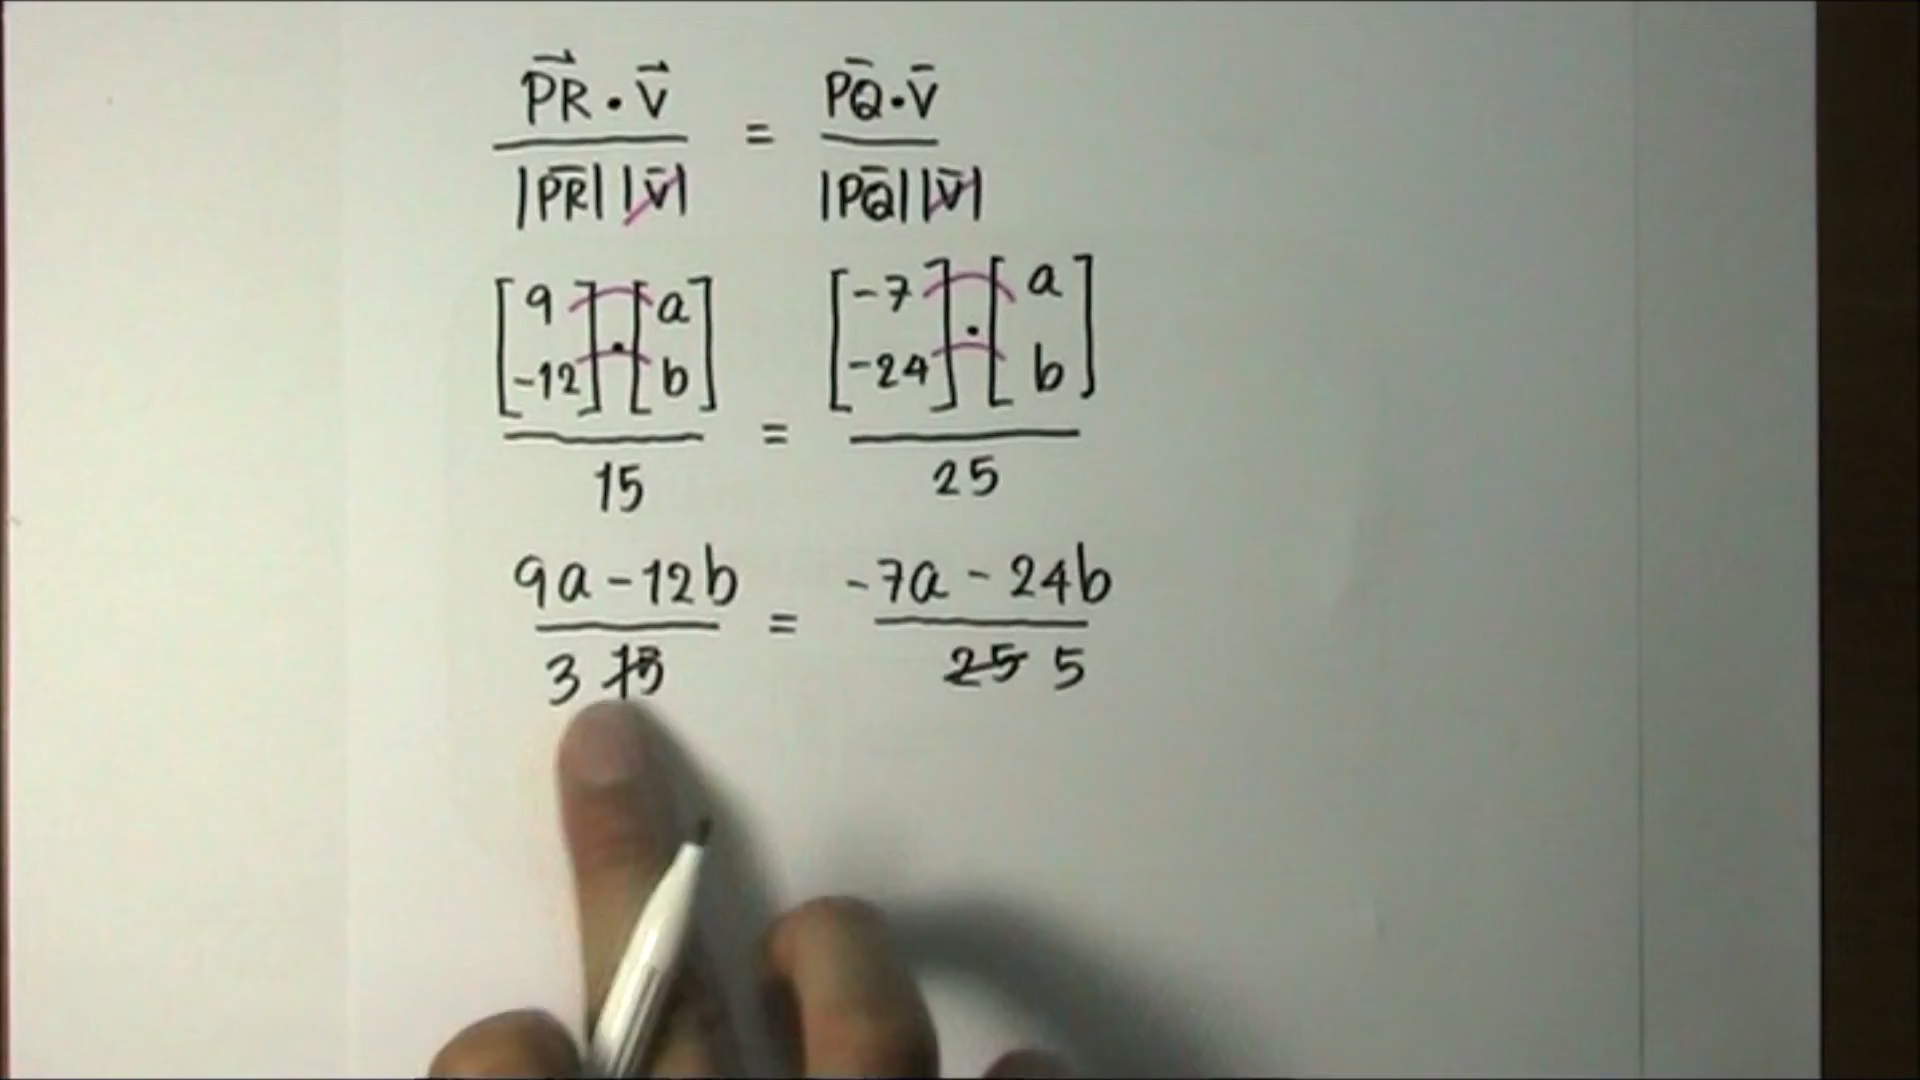 PR · V = PQ · V
|PR| |V| |PQ| |V|
[9 -12] · [a b] = [-7 -24] · [a b]
15 25
9a - 12b = -7a - 24b
3 15 25 5